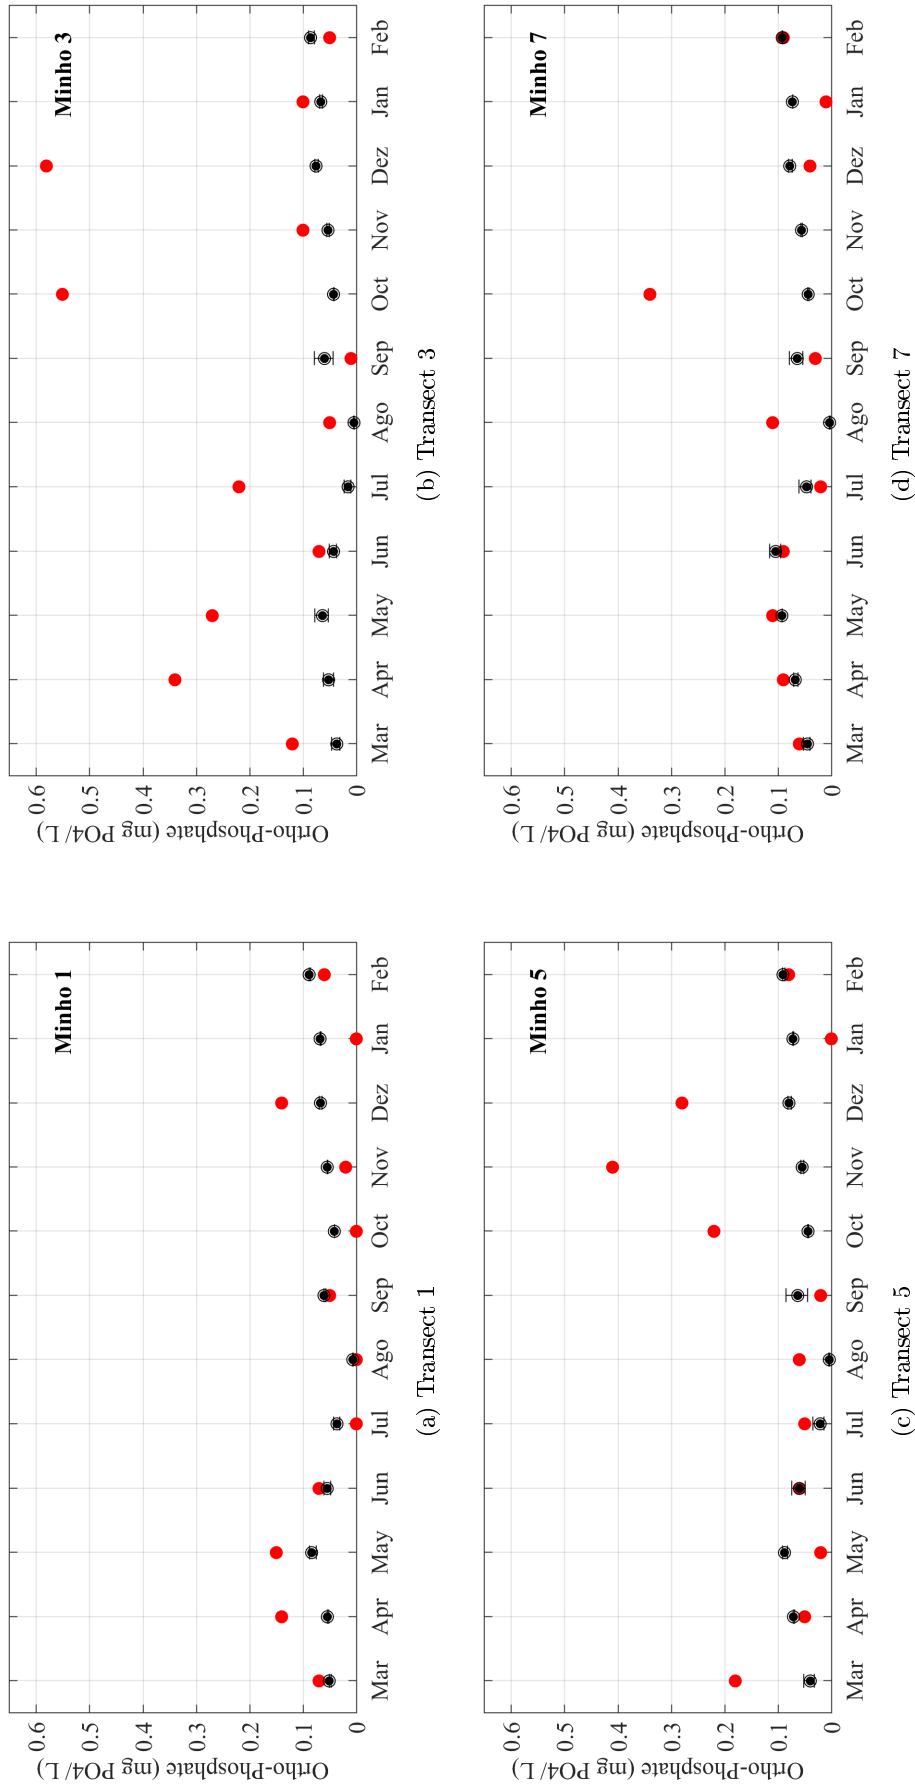 Ortho-Phosphate (mg PO4/L)
0.6
0.5
0.4
0.3
0.2
0.1
0
Minho 1
Mar Apr May Jun Jul Ago Sep Oct Nov Dez Jan Feb
(a) Transect 1
Ortho-Phosphate (mg PO4/L)
0.6
0.5
0.4
0.3
0.2
0.1
0
Minho 3
Mar Apr May Jun Jul Ago Sep Oct Nov Dez Jan Feb
(b) Transect 3
Ortho-Phosphate (mg PO4/L)
0.6
0.5
0.4
0.3
0.2
0.1
0
Minho 5
Mar Apr May Jun Jul Ago Sep Oct Nov Dez Jan Feb
(c) Transect 5
Ortho-Phosphate (mg PO4/L)
0.6
0.5
0.4
0.3
0.2
0.1
0
Minho 7
Mar Apr May Jun Jul Ago Sep Oct Nov Dez Jan Feb
(d) Transect 7